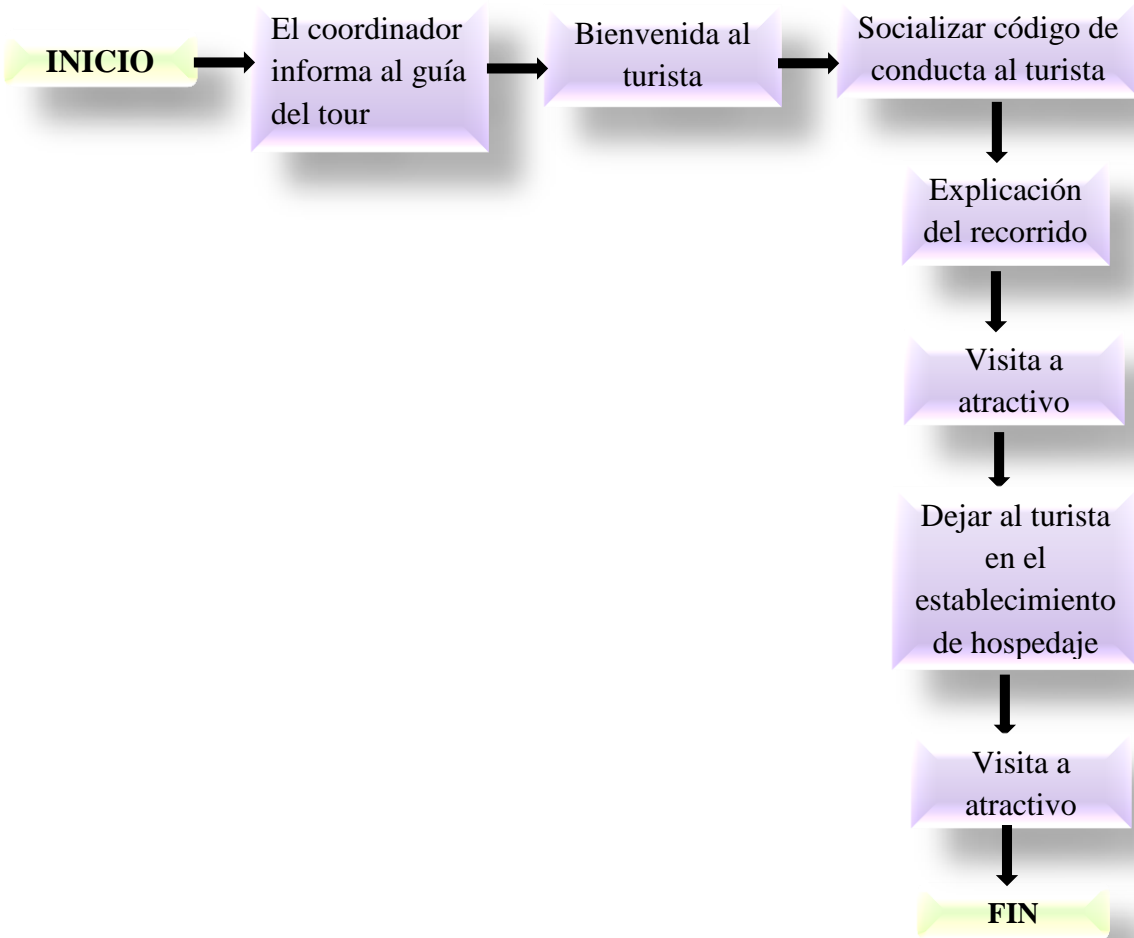 INICIO
El coordinador
informa al guía
del tour
Bienvenida al
turista
Socializar código de
conducta al turista
Explicación
del recorrido
Visita a
atractivo
Dejar al turista
en el
establecimiento
de hospedaje
Visita a
atractivo
FIN